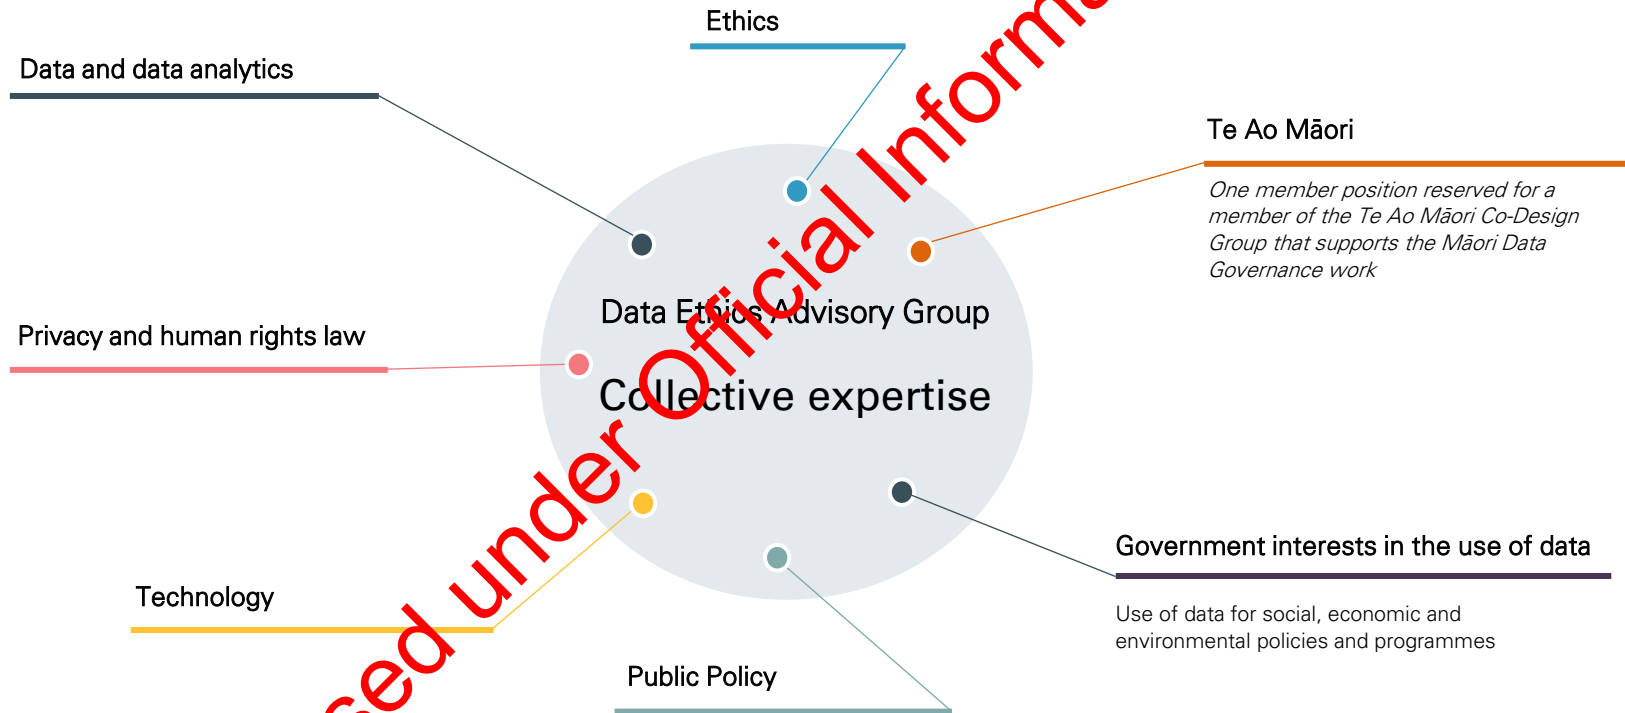 Ethics
Data and data analytics
Te Ao Māori
One member position reserved for a
member of the Te Ao Māori Co-Design
Group that supports the Māori Data
Governance work
Data Ethics Advisory Group
Privacy and human rights law
Collective expertise
Government interests in the use of data
Use of data for social, economic and
environmental policies and programmes
Technology
Public Policy
sed under Official Informa